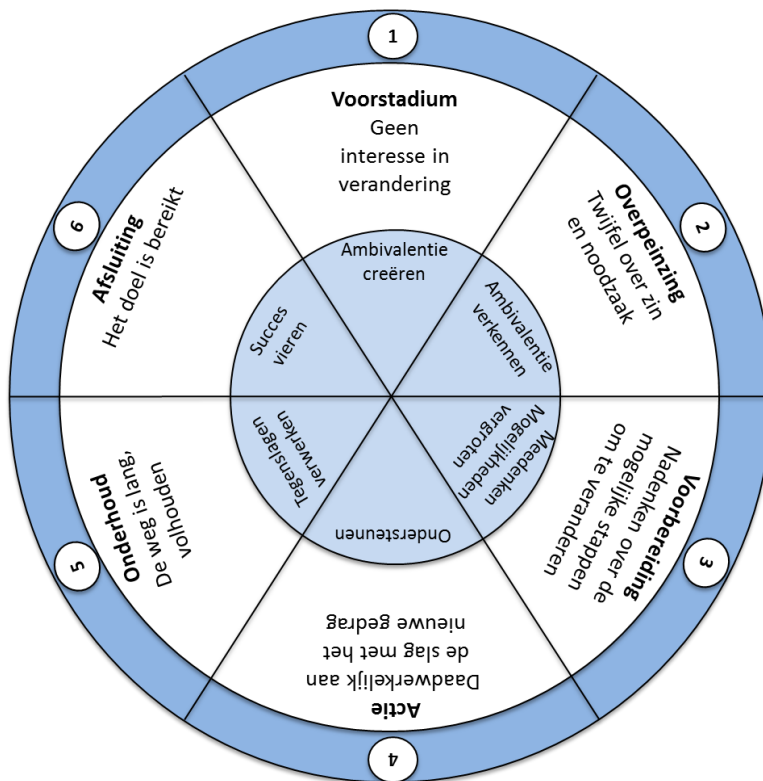 1
Voorstadium
Geen
interesse in
verandering
Ambivalentie
creëren
2
Overpeinzing
Twijfel over zin
en noodzaak
Ambivalentie
verkennen
3
Voorbereiding
Nadenken over de
mogelijke stappen
om te veranderen
Meedenken
Mogelijkheden
vergroten
4
Actie
Daadwerkelijk aan
de slag met het
nieuwe gedrag
Ondersteunen
5
Onderhoud
De weg is lang,
volhouden
Tegenslagen
verwerken
6
Afsluiting
Het doel is bereikt
Succes
vieren